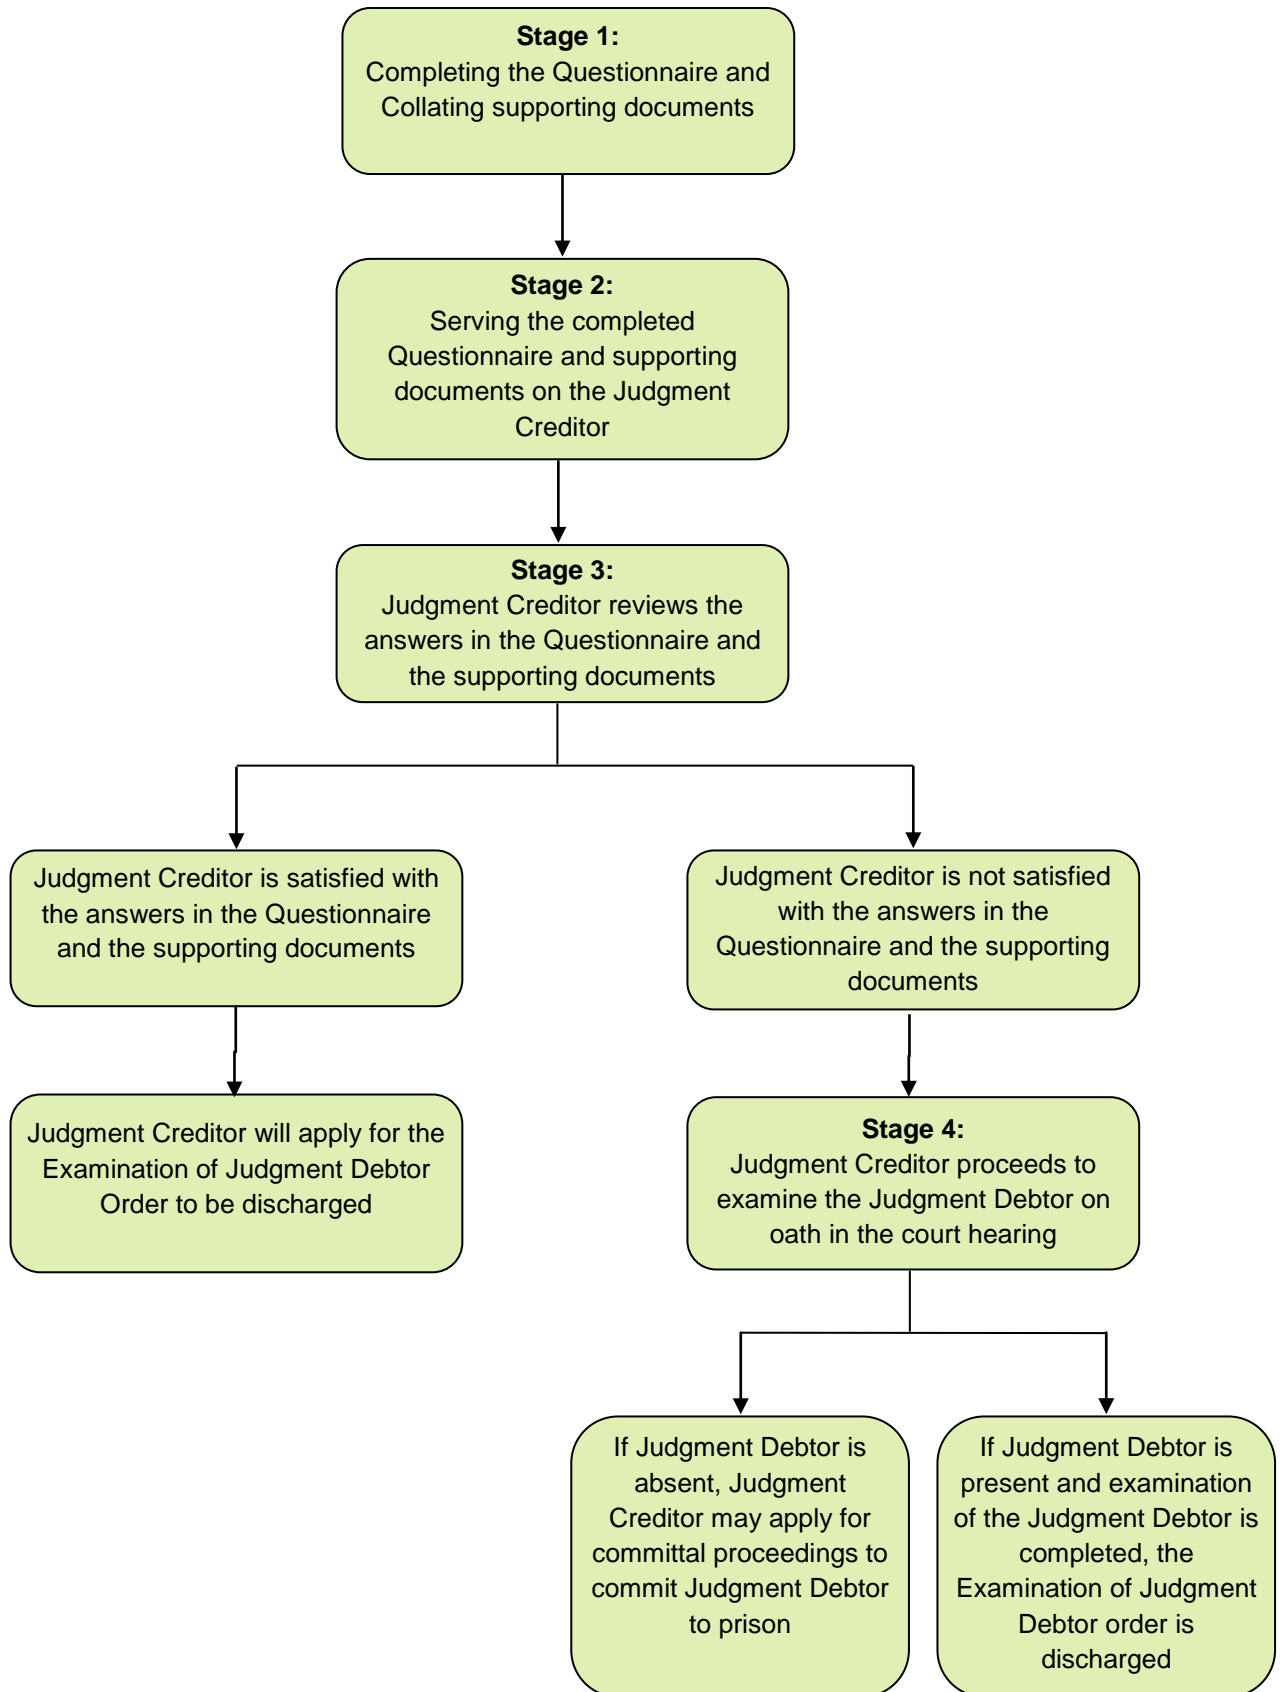 Stage 1:
Completing the Questionnaire and
Collating supporting documents
Stage 2:
Serving the completed
Questionnaire and supporting
documents on the Judgment
Creditor
Stage 3:
Judgment Creditor reviews the
answers in the Questionnaire and
the supporting documents
Judgment Creditor is satisfied with
the answers in the Questionnaire
and the supporting documents
Judgment Creditor is not satisfied
with the answers in the
Questionnaire and the supporting
documents
Judgment Creditor will apply for the
Examination of Judgment Debtor
Order to be discharged
Stage 4:
Judgment Creditor proceeds to
examine the Judgment Debtor on
oath in the court hearing
If Judgment Debtor is
absent, Judgment
Creditor may apply for
committal proceedings to
commit Judgment Debtor
to prison
If Judgment Debtor is
present and examination
of the Judgment Debtor is
completed, the
Examination of Judgment
Debtor order is
discharged